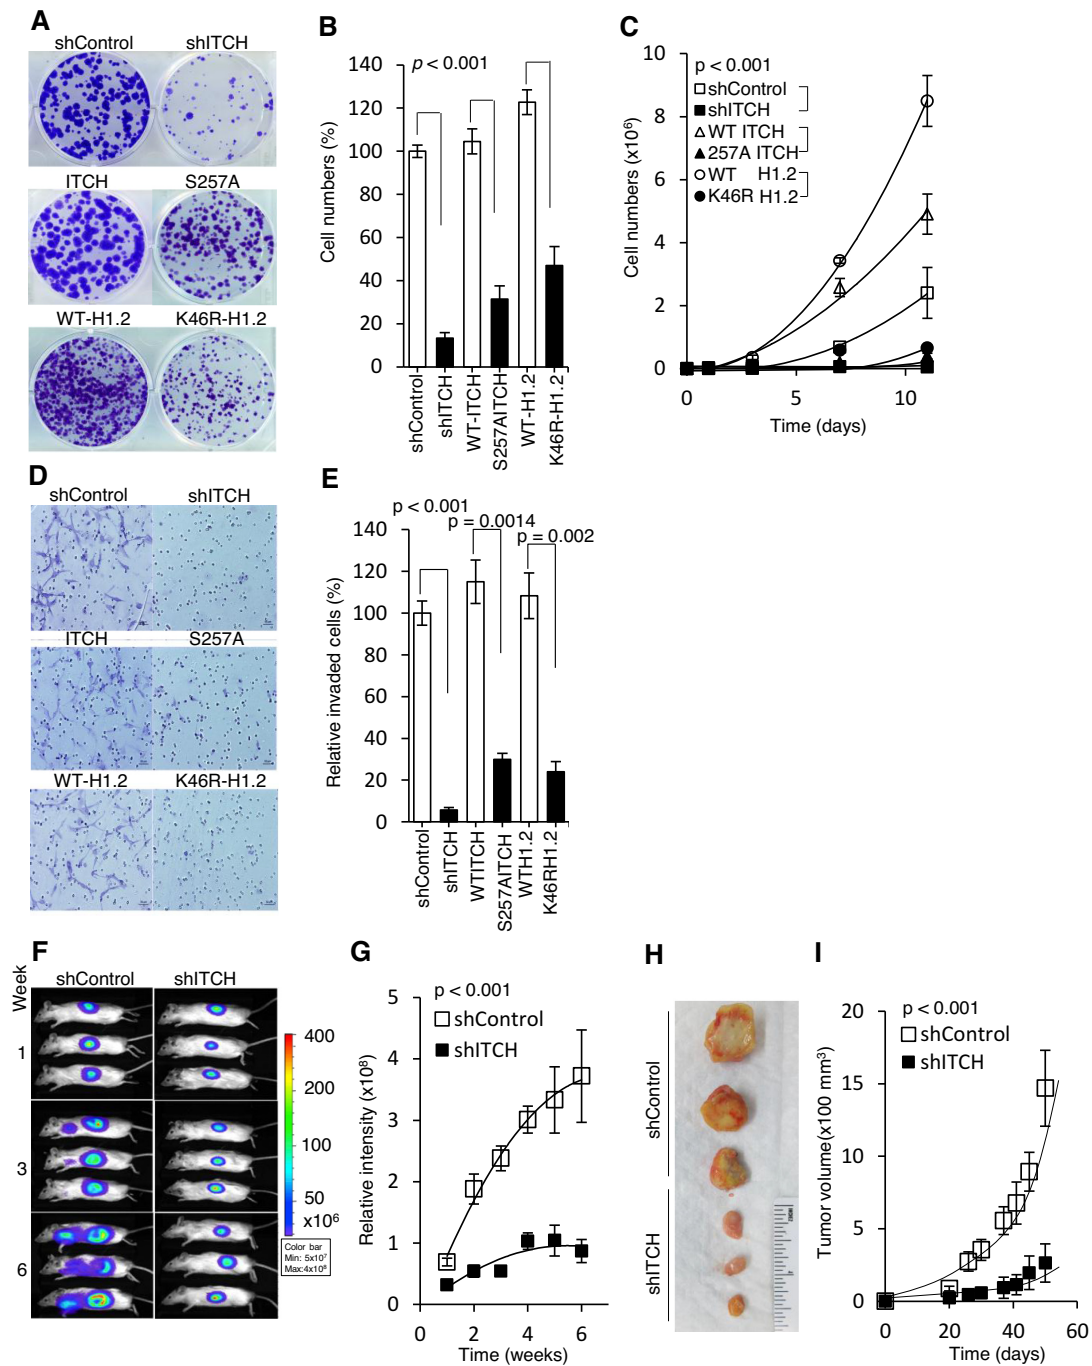 A
shControl
shITCH
ITCH
S257A
WT-H1.2
K46R-H1.2
B
Cell numbers (%)
140
120
100
80
60
40
20
0
p < 0.001
shControl
shITCH
WT-ITCH
S257AITCH
WT-H1.2
K46R-H1.2
C
Cell numbers (x10⁶)
10
8
6
4
2
0
p < 0.001
shControl
shITCH
WT ITCH
257A ITCH
WT H1.2
K46R H1.2
0
5
10
Time (days)
D
shControl
shITCH
ITCH
S257A
WT-H1.2
K46R-H1.2
E
Relative invaded cells (%)
p < 0.001
p = 0.0014
p = 0.002
140
120
100
80
60
40
20
0
shControl
shITCH
WTITCH
S257AITCH
WTH1.2
K46RH1.2
F
Week
shControl
shITCH
1
3
6
400
200
100
50
x10⁶
Color bar
Min: 5x10⁷
Max:4x10⁸
G
Relative intensity (x10⁸)
5
4
3
2
1
0
p < 0.001
shControl
shITCH
0
2
4
6
Time (weeks)
H
shControl
shITCH
I
Tumor volume(x100 mm³)
20
15
10
5
0
p < 0.001
shControl
shITCH
0
20
40
60
Time (days)